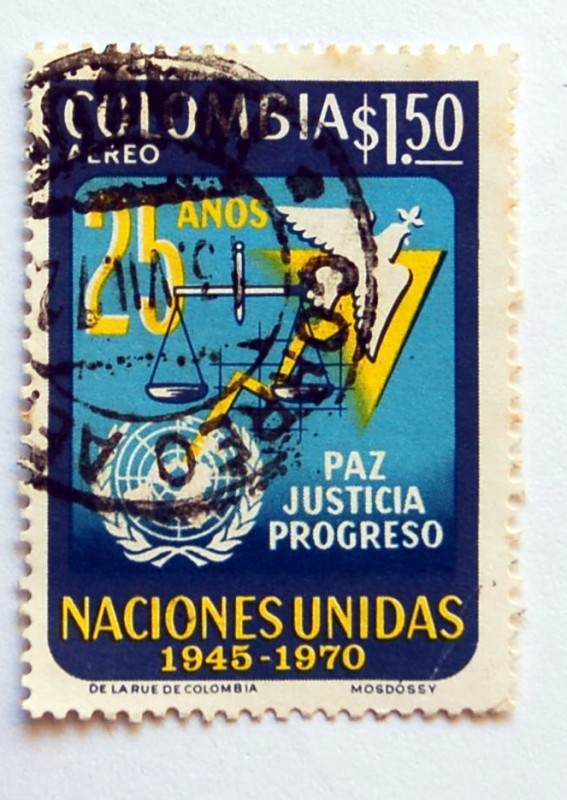 COLOMBIA $1.50
AEREO
25 AÑOS
PAZ
JUSTICIA
PROGRESO
NACIONES UNIDAS
1945-1970
DE LA RUE DE COLOMBIA MOSDÓSSY